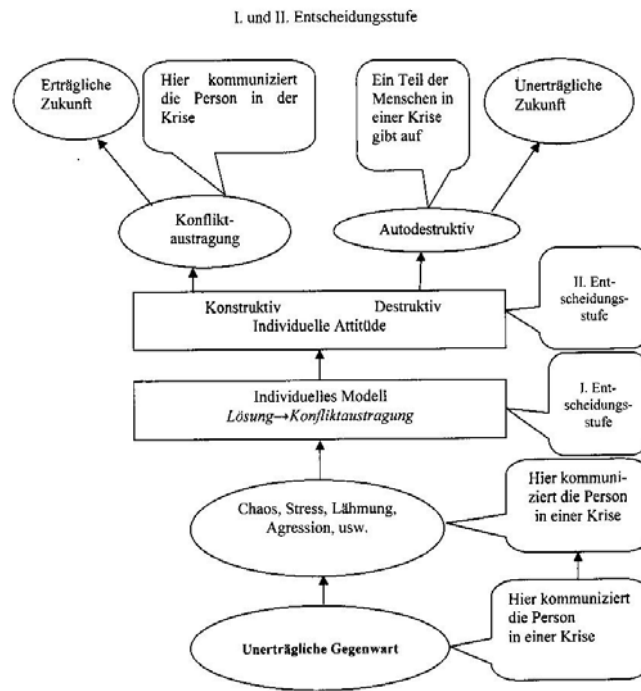 I. und II. Entscheidungsstufe
Erträgliche
Zukunft
Hier kommuniziert
die Person in der
Krise
Ein Teil der
Menschen in
einer Krise
gibt auf
Unerträgliche
Zukunft
Konflikt-
austragung
Autodestruktiv
Konstruktiv Destruktiv
Individuelle Attitüde
II. Ent-
scheidungs-
stufe
Individuelles Modell
Lösung→Konfliktaustragung
I. Ent-
scheidungs-
stufe
Chaos, Stress, Lähmung,
Agression, usw.
Hier kommuni-
ziert die Person
in einer Krise
Unerträgliche Gegenwart
Hier kommuniziert
die Person
in einer Krise